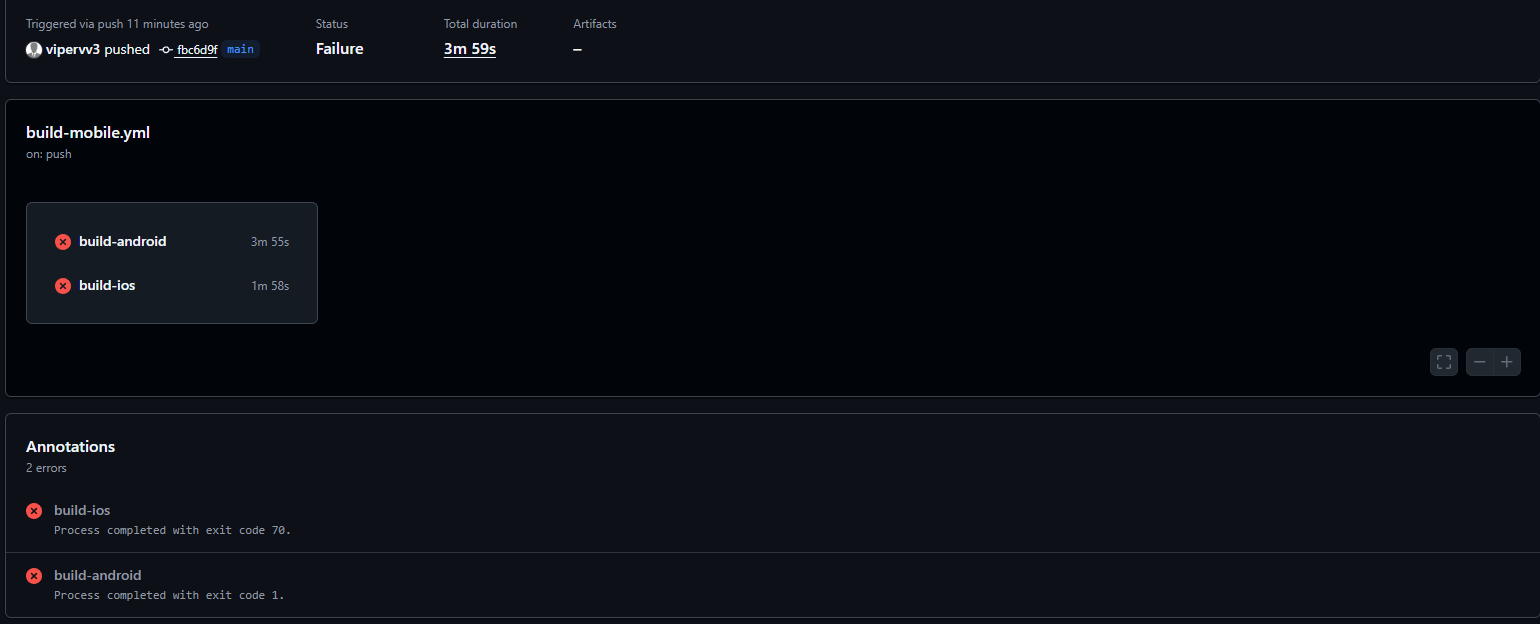 Triggered via push 11 minutes ago
Status
Total duration
Artifacts
vipervv3 pushed fbc6d9f main
Failure
3m 59s
–
build-mobile.yml
on: push
build-android 3m 55s
build-ios 1m 58s
Annotations
2 errors
build-ios
Process completed with exit code 70.
build-android
Process completed with exit code 1.